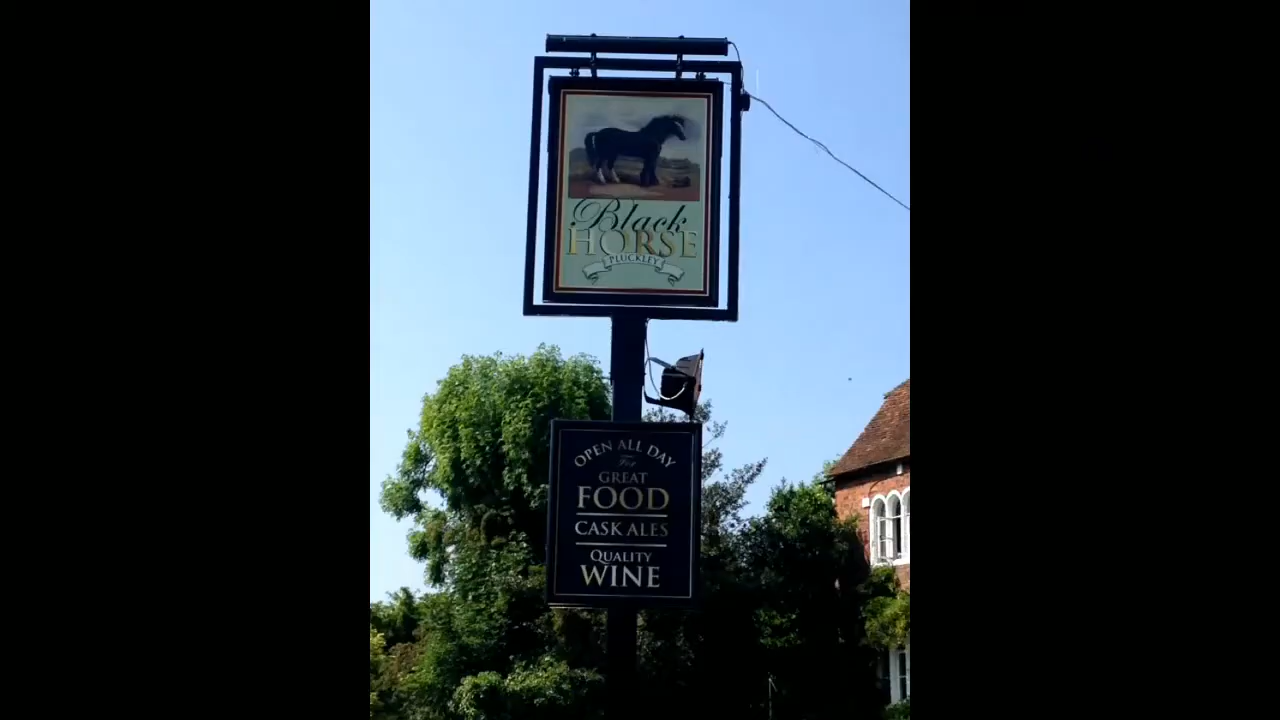 Black
HORSE
PLUCKLEY
OPEN ALL DAY
For
GREAT
FOOD
CASK ALES
QUALITY
WINE